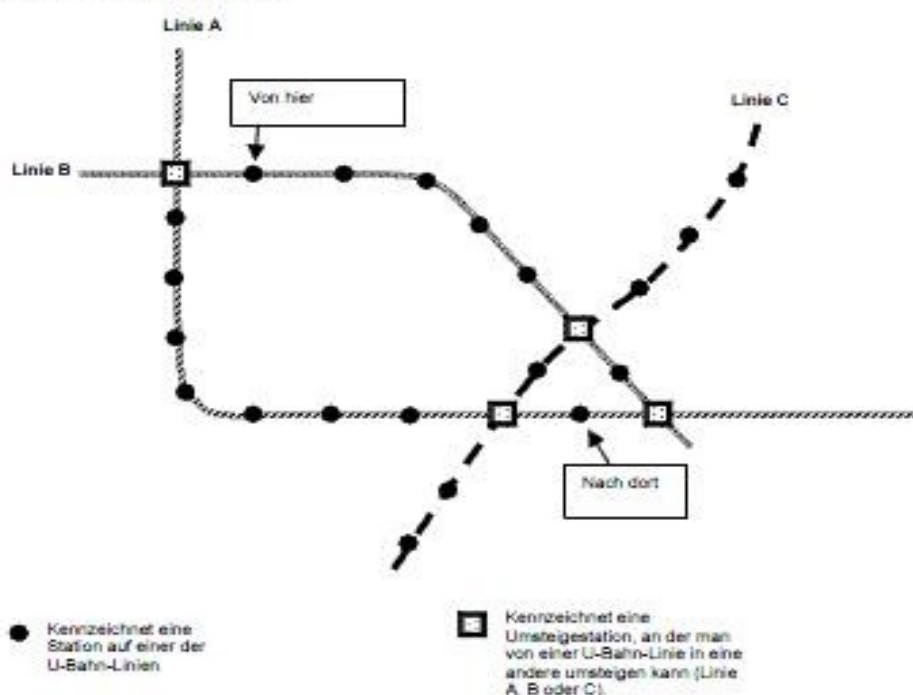 Linie A
Von hier
Linie C
Linie B
Nach dort
Kennzeichnet eine
Station auf einer der
U-Bahn-Linien
Kennzeichnet eine
Umsteigestation, an der man
von einer U-Bahn-Linie in eine
andere umsteigen kann (Linie
A, B oder C).